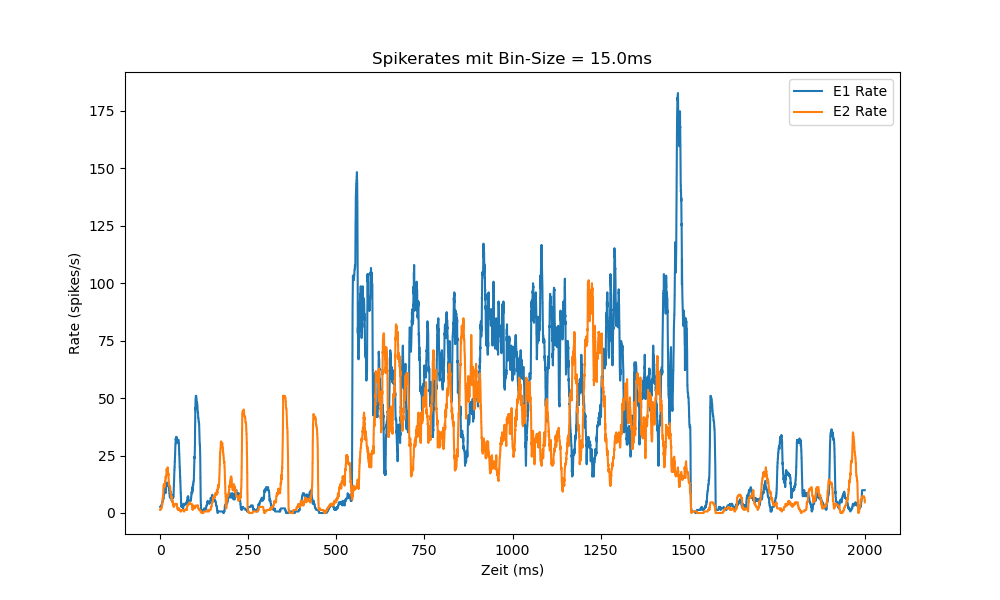 Spikerates mit Bin-Size = 15.0ms
E1 Rate
E2 Rate
175
150
125
100
75
50
25
0
Rate (spikes/s)
0 250 500 750 1000 1250 1500 1750 2000
Zeit (ms)